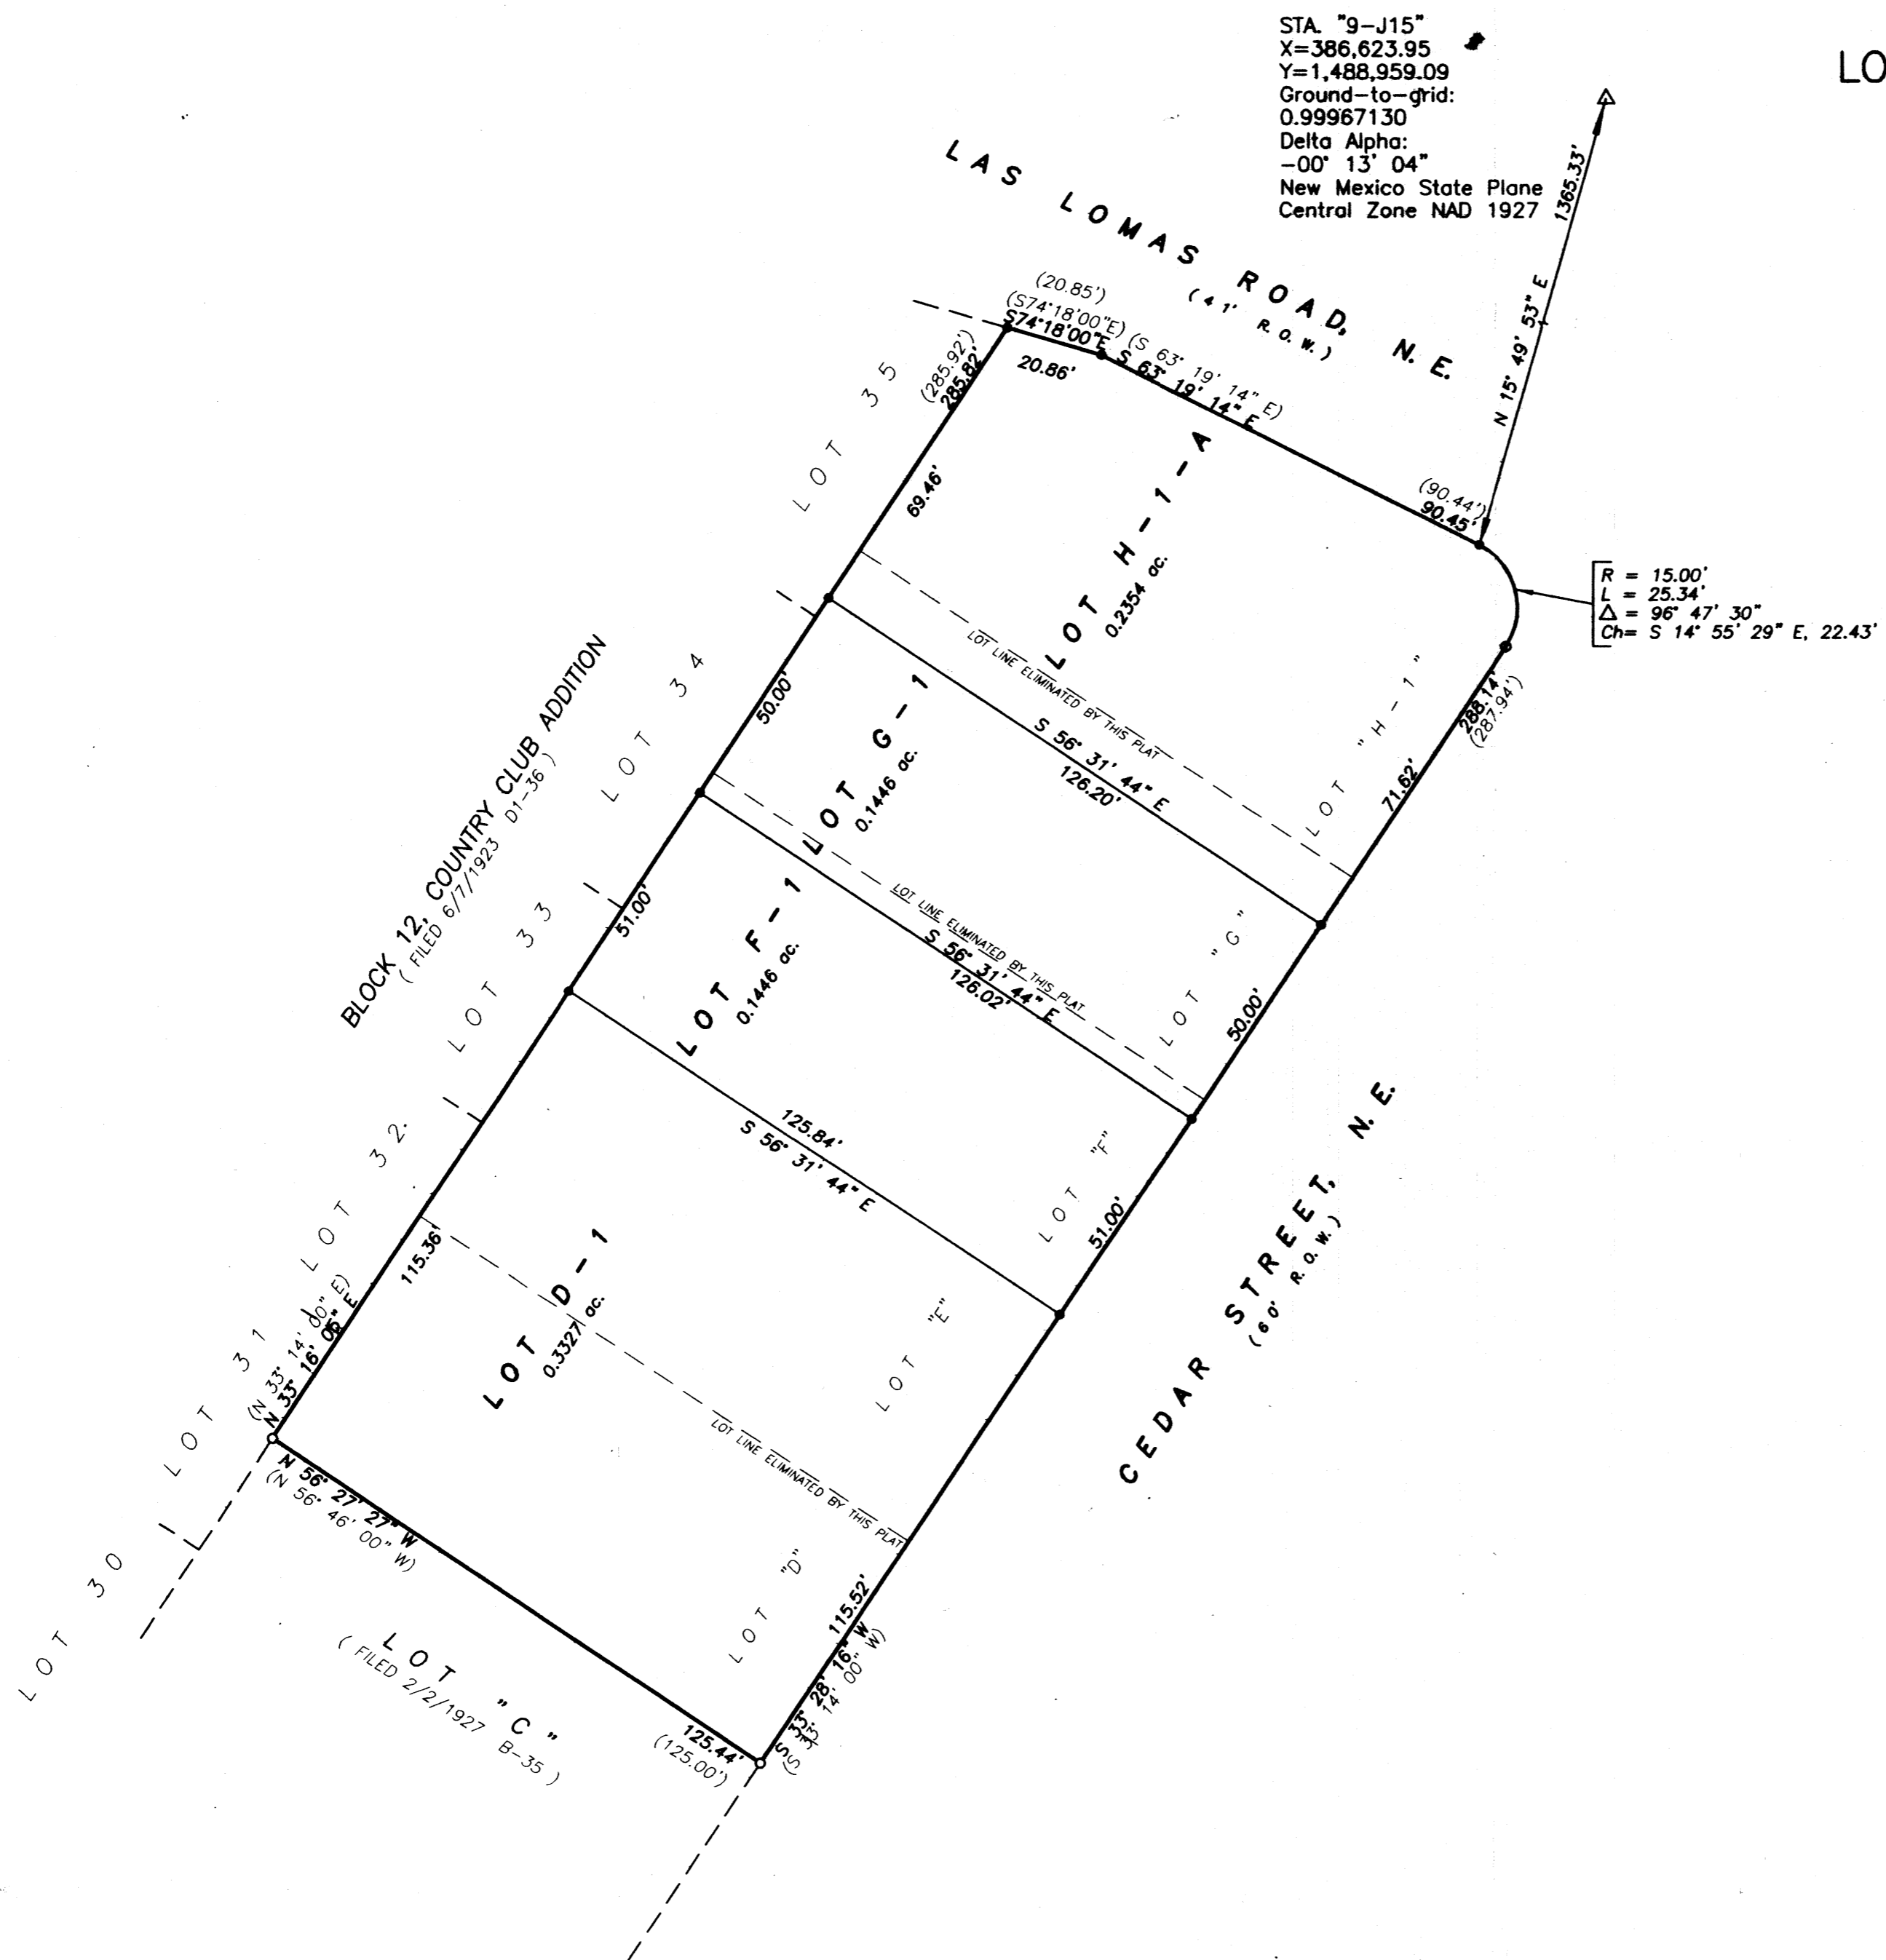 STA. "9-J15"
X=386,623.95
Y=1,488,959.09
Ground-to-grid:
0.99967130
Delta Alpha:
-00° 13' 04"
New Mexico State Plane
Central Zone NAD 1927
LO
1365.33'
N 15° 49' 53" E
LAS LOMAS ROAD, N. E.
( 41' R. O. W. )
(20.85')
(S74°18'00"E)
S74°18'00"E
20.86'
(S 63° 19' 14" E)
S 63° 19' 14" E
(90.44')
90.45'
R = 15.00'
L = 25.34'
Δ = 96° 47' 30"
Ch= S 14° 55' 29" E, 22.43'
(285.92')
285.82'
69.46'
LOT 35
LOT H-1-A
0.2354 ac.
LOT LINE ELIMINATED BY THIS PLAT
S 56° 31' 44" E
126.20'
LOT "H-1"
288.14'
(287.94')
71.62'
LOT 34
50.00'
LOT G-1
0.1446 ac.
LOT LINE ELIMINATED BY THIS PLAT
S 56° 31' 44" E
126.02'
LOT "G"
50.00'
BLOCK 12, COUNTRY CLUB ADDITION
( FILED 6/7/1923 D1-36 )
LOT 33
51.00'
LOT F-1
0.1446 ac.
125.84'
S 56° 31' 44" E
LOT "F"
51.00'
CEDAR STREET, N. E.
( 60' R. O. W. )
LOT 32
115.36'
LOT D-1
0.3327 ac.
LOT LINE ELIMINATED BY THIS PLAT
LOT "E"
LOT 31
(N 33° 14' 00" E)
N 33° 16' 05" E
LOT "D"
115.52'
S 33° 28' 16" W
(S 33° 14' 00" W)
N 56° 27' 27" W
(N 56° 46' 00" W)
125.44'
(125.00')
LOT 30
LOT "C"
( FILED 2/2/1927 B-35 )